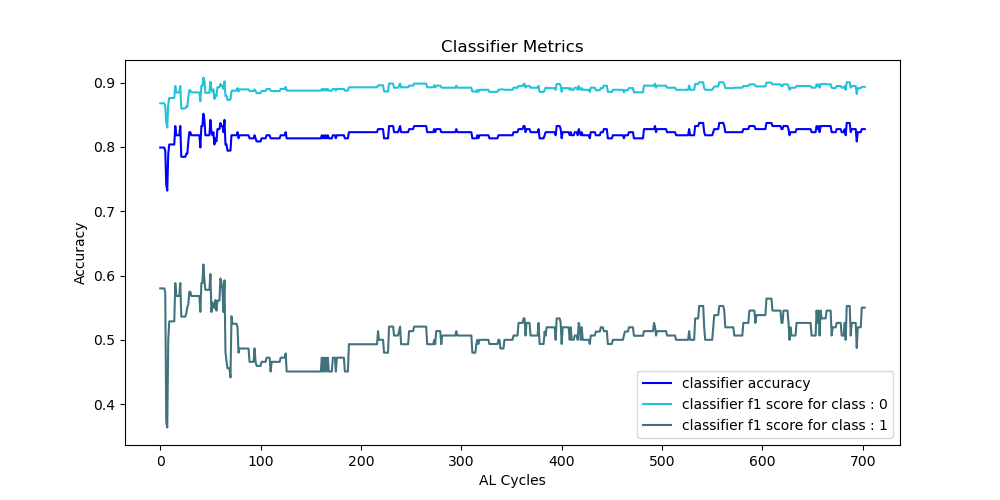 Classifier Metrics
Accuracy
0.9
0.8
0.7
0.6
0.5
0.4
0 100 200 300 400 500 600 700
AL Cycles
classifier accuracy
classifier f1 score for class : 0
classifier f1 score for class : 1